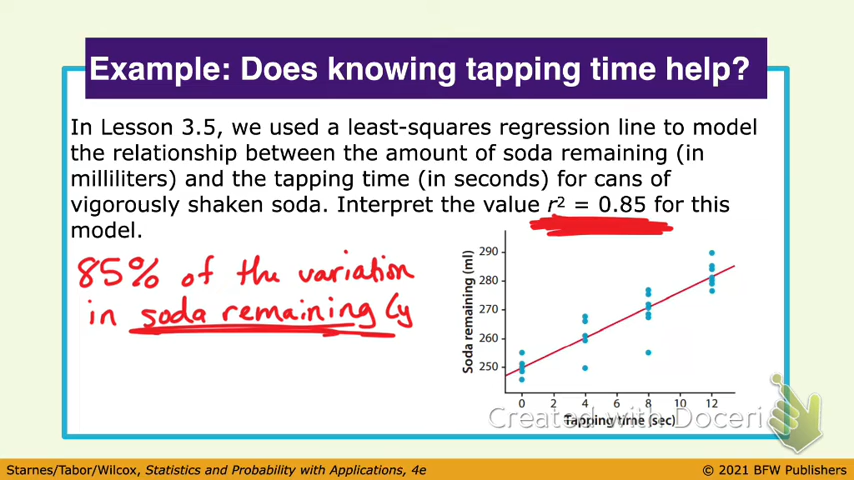 Example: Does knowing tapping time help?
In Lesson 3.5, we used a least-squares regression line to model
the relationship between the amount of soda remaining (in
milliliters) and the tapping time (in seconds) for cans of
vigorously shaken soda. Interpret the value r² = 0.85 for this
model.
85% of the variation
in soda remaining (y
Soda remaining (ml)
290
280
270
260
250
0 2 4 6 8 10 12
Tapping time (sec)
Created with Doceri
Starnes/Tabor/Wilcox, Statistics and Probability with Applications, 4e
© 2021 BFW Publishers